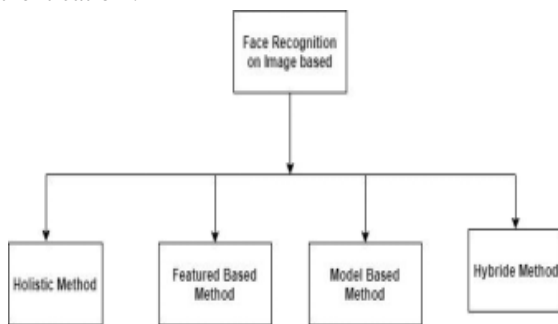 Face Recognition
on Image based
Holistic Method
Featured Based
Method
Model Based
Method
Hybride Method